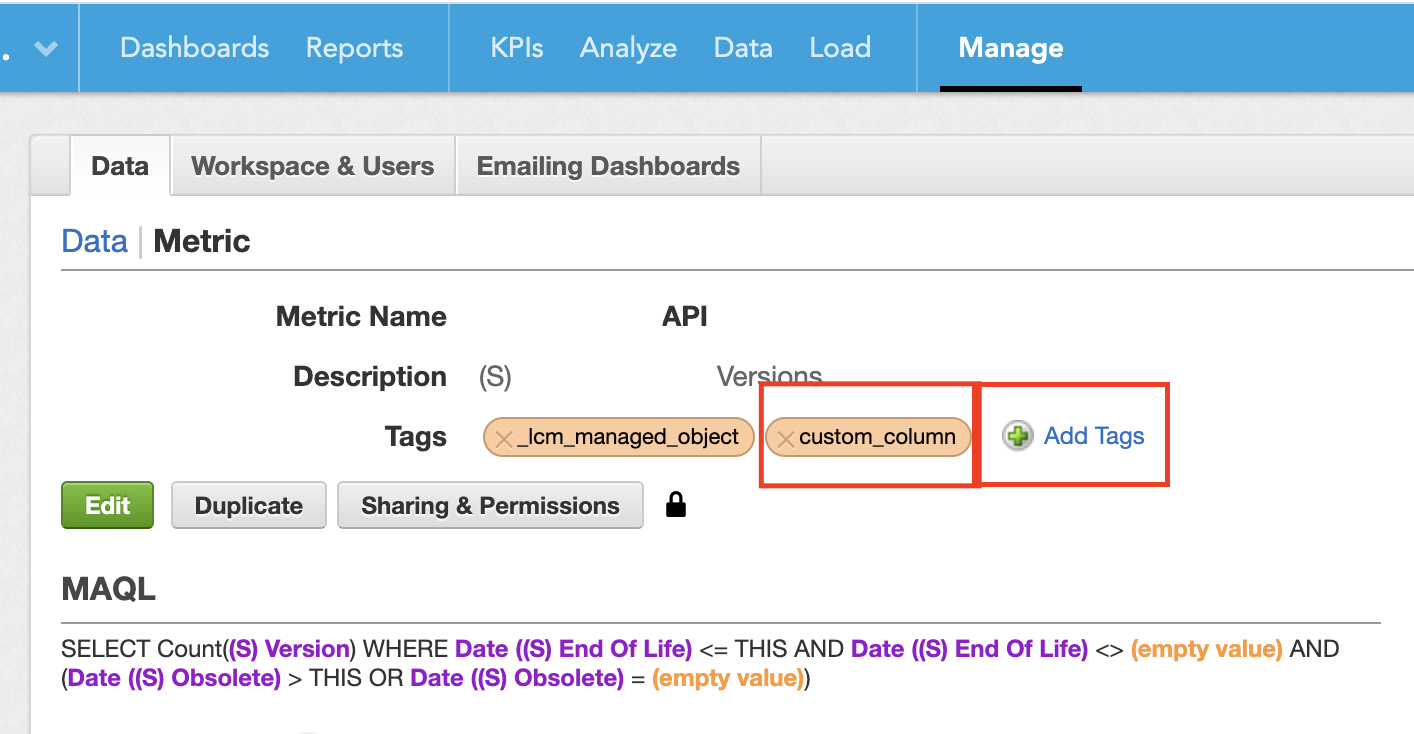 Dashboards Reports KPIs Analyze Data Load Manage
Data Workspace & Users Emailing Dashboards
Data | Metric
Metric Name API
Description (S) Versions
Tags _lcm_managed_object custom_column Add Tags
Edit Duplicate Sharing & Permissions
MAQL
SELECT Count((S) Version) WHERE Date ((S) End Of Life) <= THIS AND Date ((S) End Of Life) <> (empty value) AND
(Date ((S) Obsolete) > THIS OR Date ((S) Obsolete) = (empty value))